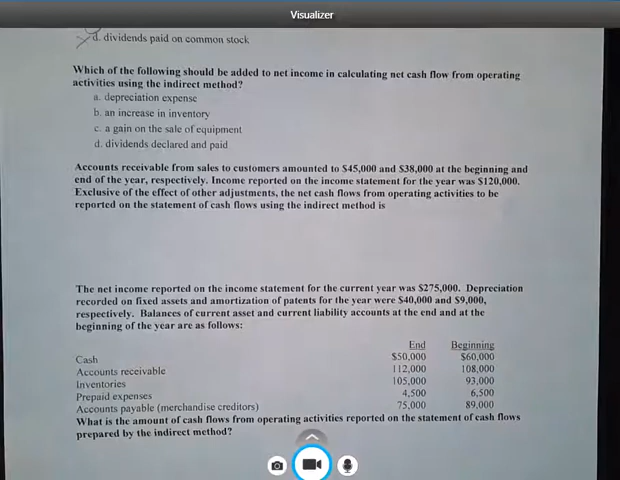 Visualizer
d. dividends paid on common stock
Which of the following should be added to net income in calculating net cash flow from operating
activities using the indirect method?
a. depreciation expense
b. an increase in inventory
c. a gain on the sale of equipment
d. dividends declared and paid
Accounts receivable from sales to customers amounted to $45,000 and $38,000 at the beginning and
end of the year, respectively. Income reported on the income statement for the year was $120,000.
Exclusive of the effect of other adjustments, the net cash flows from operating activities to be
reported on the statement of cash flows using the indirect method is
The net income reported on the income statement for the current year was $275,000. Depreciation
recorded on fixed assets and amortization of patents for the year were $40,000 and $9,000,
respectively. Balances of current asset and current liability accounts at the end and at the
beginning of the year are as follows:
End Beginning
Cash $50,000 $60,000
Accounts receivable 112,000 108,000
Inventories 105,000 93,000
Prepaid expenses 4,500 6,500
Accounts payable (merchandise creditors) 75,000 89,000
What is the amount of cash flows from operating activities reported on the statement of cash flows
prepared by the indirect method?